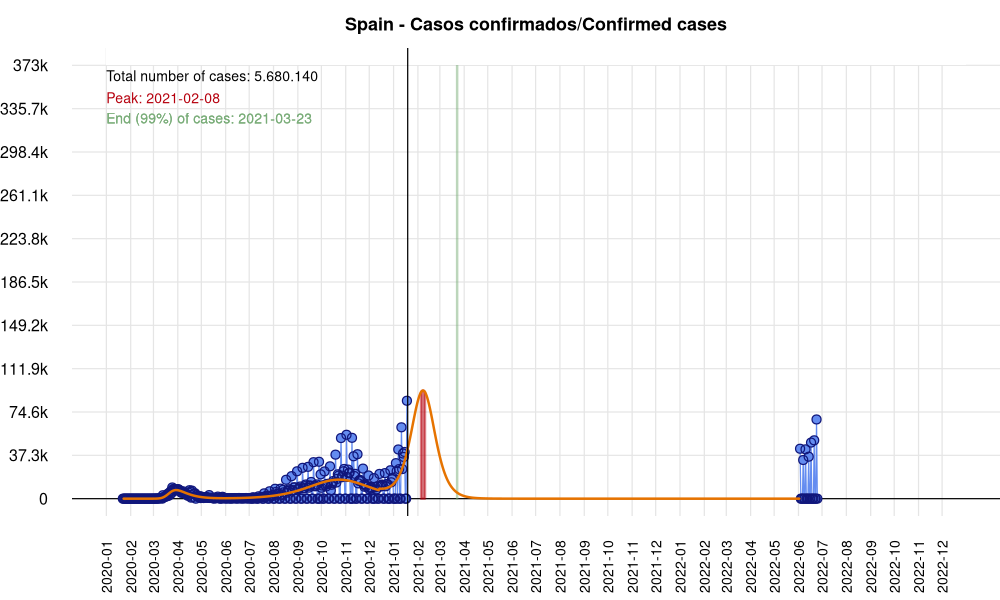 Spain - Casos confirmados/Confirmed cases
373k
335.7k
298.4k
261.1k
223.8k
186.5k
149.2k
111.9k
74.6k
37.3k
0
Total number of cases: 5.680.140
Peak: 2021-02-08
End (99%) of cases: 2021-03-23
2020-01
2020-02
2020-03
2020-04
2020-05
2020-06
2020-07
2020-08
2020-09
2020-10
2020-11
2020-12
2021-01
2021-02
2021-03
2021-04
2021-05
2021-06
2021-07
2021-08
2021-09
2021-10
2021-11
2021-12
2022-01
2022-02
2022-03
2022-04
2022-05
2022-06
2022-07
2022-08
2022-09
2022-10
2022-11
2022-12